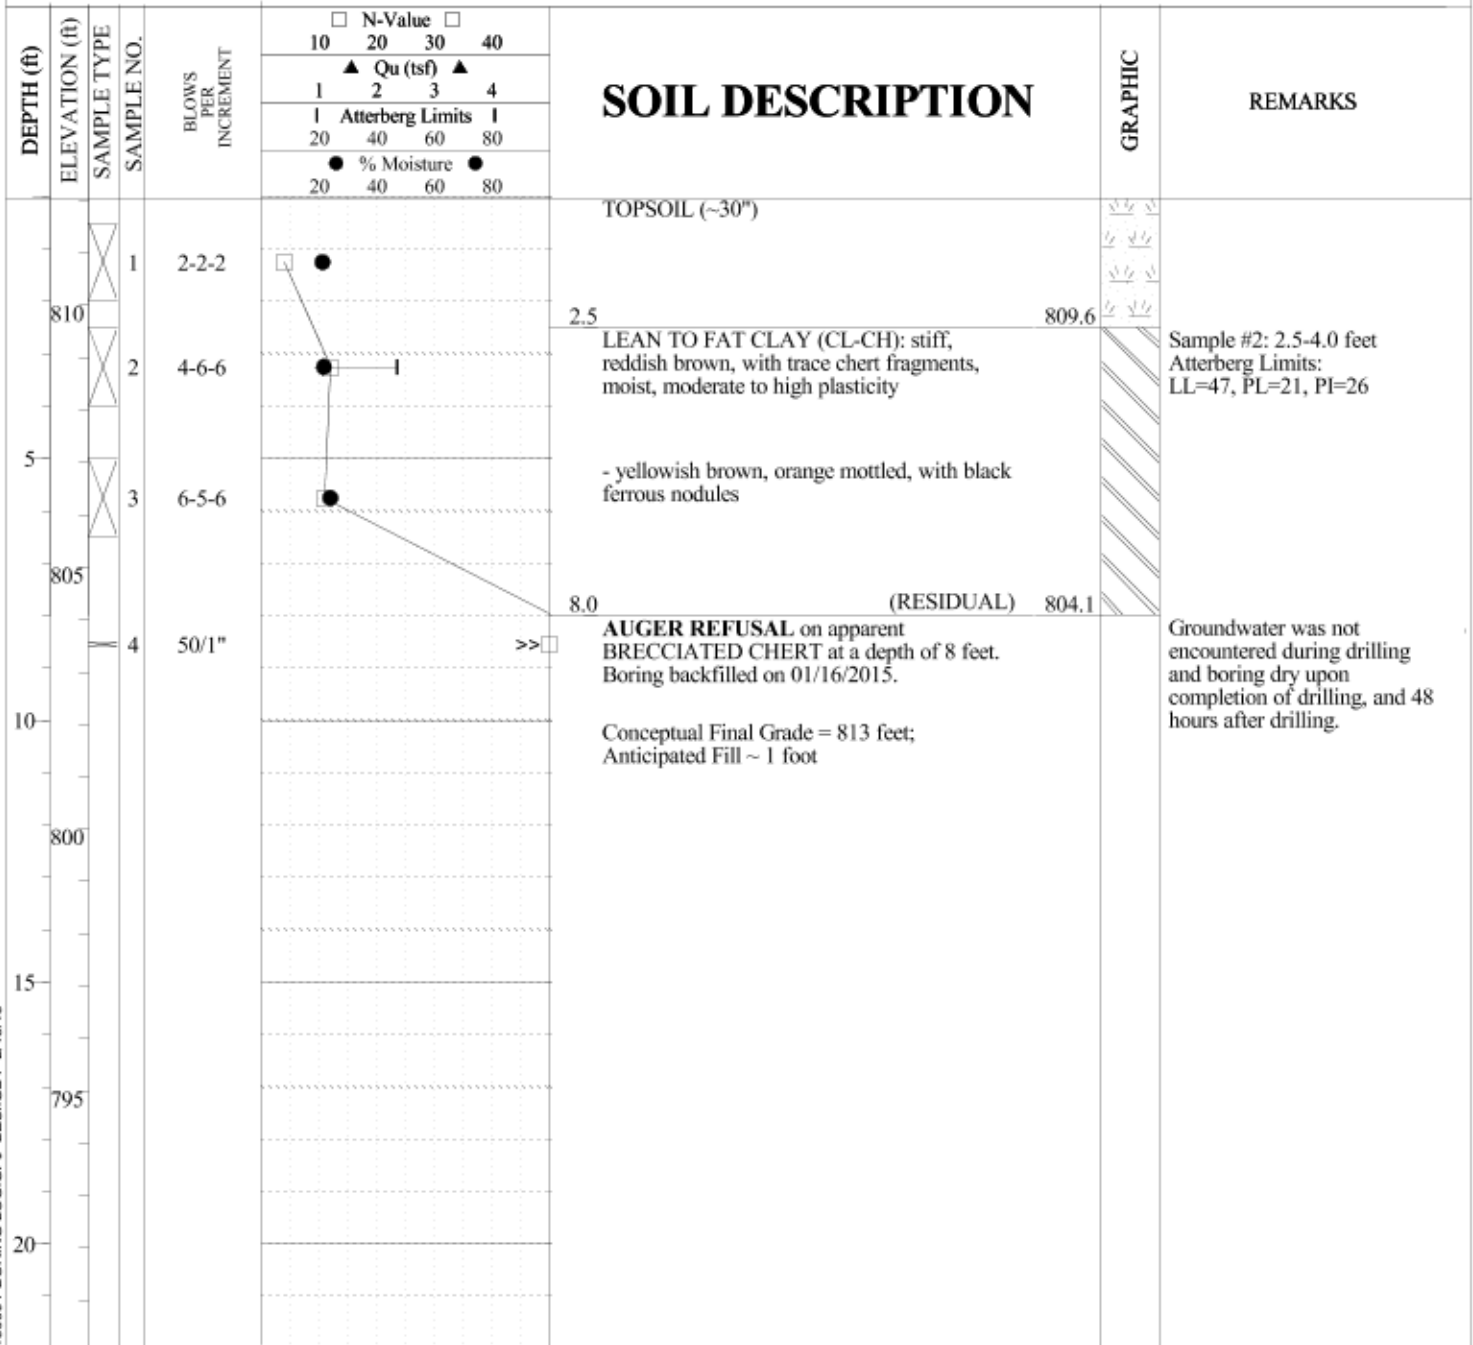 DEPTH (ft)
ELEVATION (ft)
SAMPLE TYPE
SAMPLE NO.
BLOWS
PER
INCREMENT
N-Value
10 20 30 40
Qu (tsf)
1 2 3 4
Atterberg Limits
20 40 60 80
% Moisture
20 40 60 80
SOIL DESCRIPTION
GRAPHIC
REMARKS
TOPSOIL (~30")
1 2-2-2
810
2.5 809.6
LEAN TO FAT CLAY (CL-CH): stiff,
reddish brown, with trace chert fragments,
moist, moderate to high plasticity
Sample #2: 2.5-4.0 feet
Atterberg Limits:
LL=47, PL=21, PI=26
2 4-6-6
5
- yellowish brown, orange mottled, with black
ferrous nodules
3 6-5-6
805
8.0 (RESIDUAL) 804.1
4 50/1" >>
AUGER REFUSAL on apparent
BRECCIATED CHERT at a depth of 8 feet.
Boring backfilled on 01/16/2015.
Groundwater was not
encountered during drilling
and boring dry upon
completion of drilling, and 48
hours after drilling.
10
Conceptual Final Grade = 813 feet;
Anticipated Fill ~ 1 foot
800
15
795
20